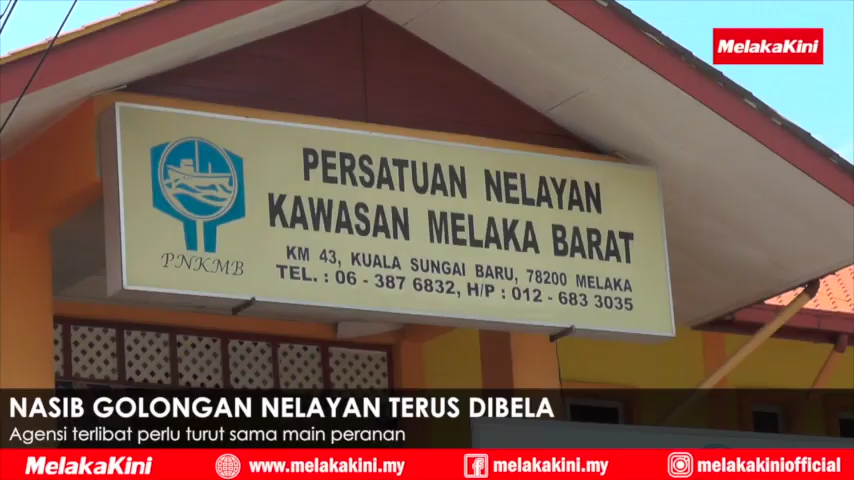 MelakaKini
PERSATUAN NELAYAN
KAWASAN MELAKA BARAT
PNKMB
KM 43, KUALA SUNGAI BARU, 78200 MELAKA
TEL. : 06 - 387 6832, H/P : 012 - 683 3035
NASIB GOLONGAN NELAYAN TERUS DIBELA
Agensi terlibat perlu turut sama main peranan
MelakaKini www.melakakini.my melakakini.my melakakiniofficial